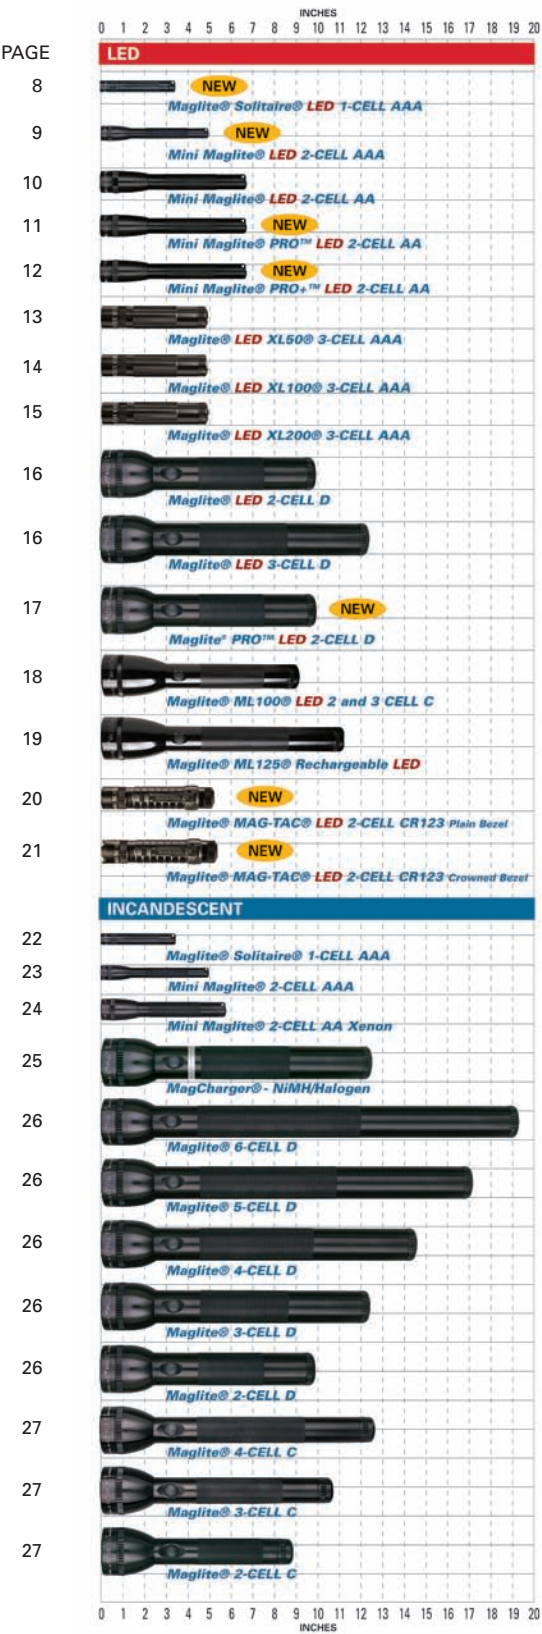 INCHES
0 1 2 3 4 5 6 7 8 9 10 11 12 13 14 15 16 17 18 19 20
PAGE LED
8 NEW
Maglite® Solitaire® LED 1-CELL AAA
9 NEW
Mini Maglite® LED 2-CELL AAA
10
Mini Maglite® LED 2-CELL AA
11 NEW
Mini Maglite® PRO™ LED 2-CELL AA
12 NEW
Mini Maglite® PRO+™ LED 2-CELL AA
13
Maglite® LED XL50® 3-CELL AAA
14
Maglite® LED XL100® 3-CELL AAA
15
Maglite® LED XL200® 3-CELL AAA
16
Maglite® LED 2-CELL D
16
Maglite® LED 3-CELL D
17 NEW
Maglite® PRO™ LED 2-CELL D
18
Maglite® ML100® LED 2 and 3 CELL C
19
Maglite® ML125® Rechargeable LED
20 NEW
Maglite® MAG-TAC® LED 2-CELL CR123 Plain Bezel
21 NEW
Maglite® MAG-TAC® LED 2-CELL CR123 Crowned Bezel
INCANDESCENT
22
Maglite® Solitaire® 1-CELL AAA
23
Mini Maglite® 2-CELL AAA
24
Mini Maglite® 2-CELL AA Xenon
25
MagCharger® - NiMH/Halogen
26
Maglite® 6-CELL D
26
Maglite® 5-CELL D
26
Maglite® 4-CELL D
26
Maglite® 3-CELL D
26
Maglite® 2-CELL D
27
Maglite® 4-CELL C
27
Maglite® 3-CELL C
27
Maglite® 2-CELL C
0 1 2 3 4 5 6 7 8 9 10 11 12 13 14 15 16 17 18 19 20
INCHES